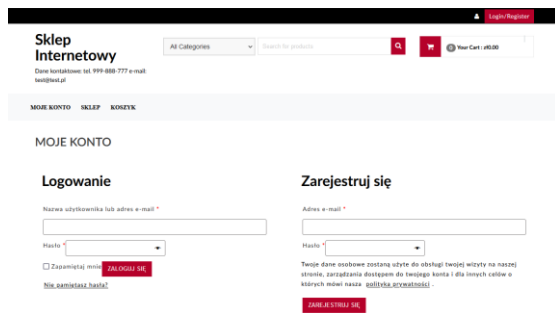 Login/Register
Sklep
Internetowy
Dane kontaktowe: tel. 999-888-777 e-mail:
test@test.pl
All Categories
Search for products
0 Your Cart : zł0.00
MOJE KONTO SKLEP KOSZYK
MOJE KONTO
Logowanie
Nazwa użytkownika lub adres e-mail *
Hasło *
Zapamiętaj mnie ZALOGUJ SIĘ
Nie pamiętasz hasła?
Zarejestruj się
Adres e-mail *
Hasło *
Twoje dane osobowe zostaną użyte do obsługi twojej wizyty na naszej
stronie, zarządzania dostępem do twojego konta i dla innych celów o
których mówi nasza polityka prywatności .
ZAREJESTRUJ SIĘ